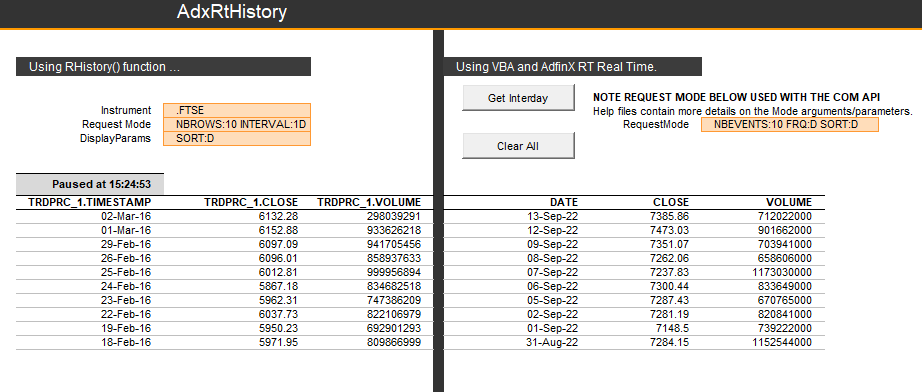 AdxRtHistory
Using RHistory() function ...
Instrument .FTSE
Request Mode NBROWS:10 INTERVAL:1D
DisplayParams SORT:D
Paused at 15:24:53
TRDPRC_1.TIMESTAMP TRDPRC_1.CLOSE TRDPRC_1.VOLUME
02-Mar-16 6132.28 298039291
01-Mar-16 6152.88 933626218
29-Feb-16 6097.09 941705456
26-Feb-16 6096.01 858937633
25-Feb-16 6012.81 999956894
24-Feb-16 5867.18 834682518
23-Feb-16 5962.31 747386209
22-Feb-16 6037.73 822106979
19-Feb-16 5950.23 692901293
18-Feb-16 5971.95 809866999
Using VBA and AdfinX RT Real Time.
Get Interday
Clear All
NOTE REQUEST MODE BELOW USED WITH THE COM API
Help files contain more details on the Mode arguments/parameters.
RequestMode NBEVENTS:10 FRQ:D SORT:D
DATE CLOSE VOLUME
13-Sep-22 7385.86 712022000
12-Sep-22 7473.03 901662000
09-Sep-22 7351.07 703941000
08-Sep-22 7262.06 658606000
07-Sep-22 7237.83 1173030000
06-Sep-22 7300.44 833649000
05-Sep-22 7287.43 670765000
02-Sep-22 7281.19 820841000
01-Sep-22 7148.5 739222000
31-Aug-22 7284.15 1152544000